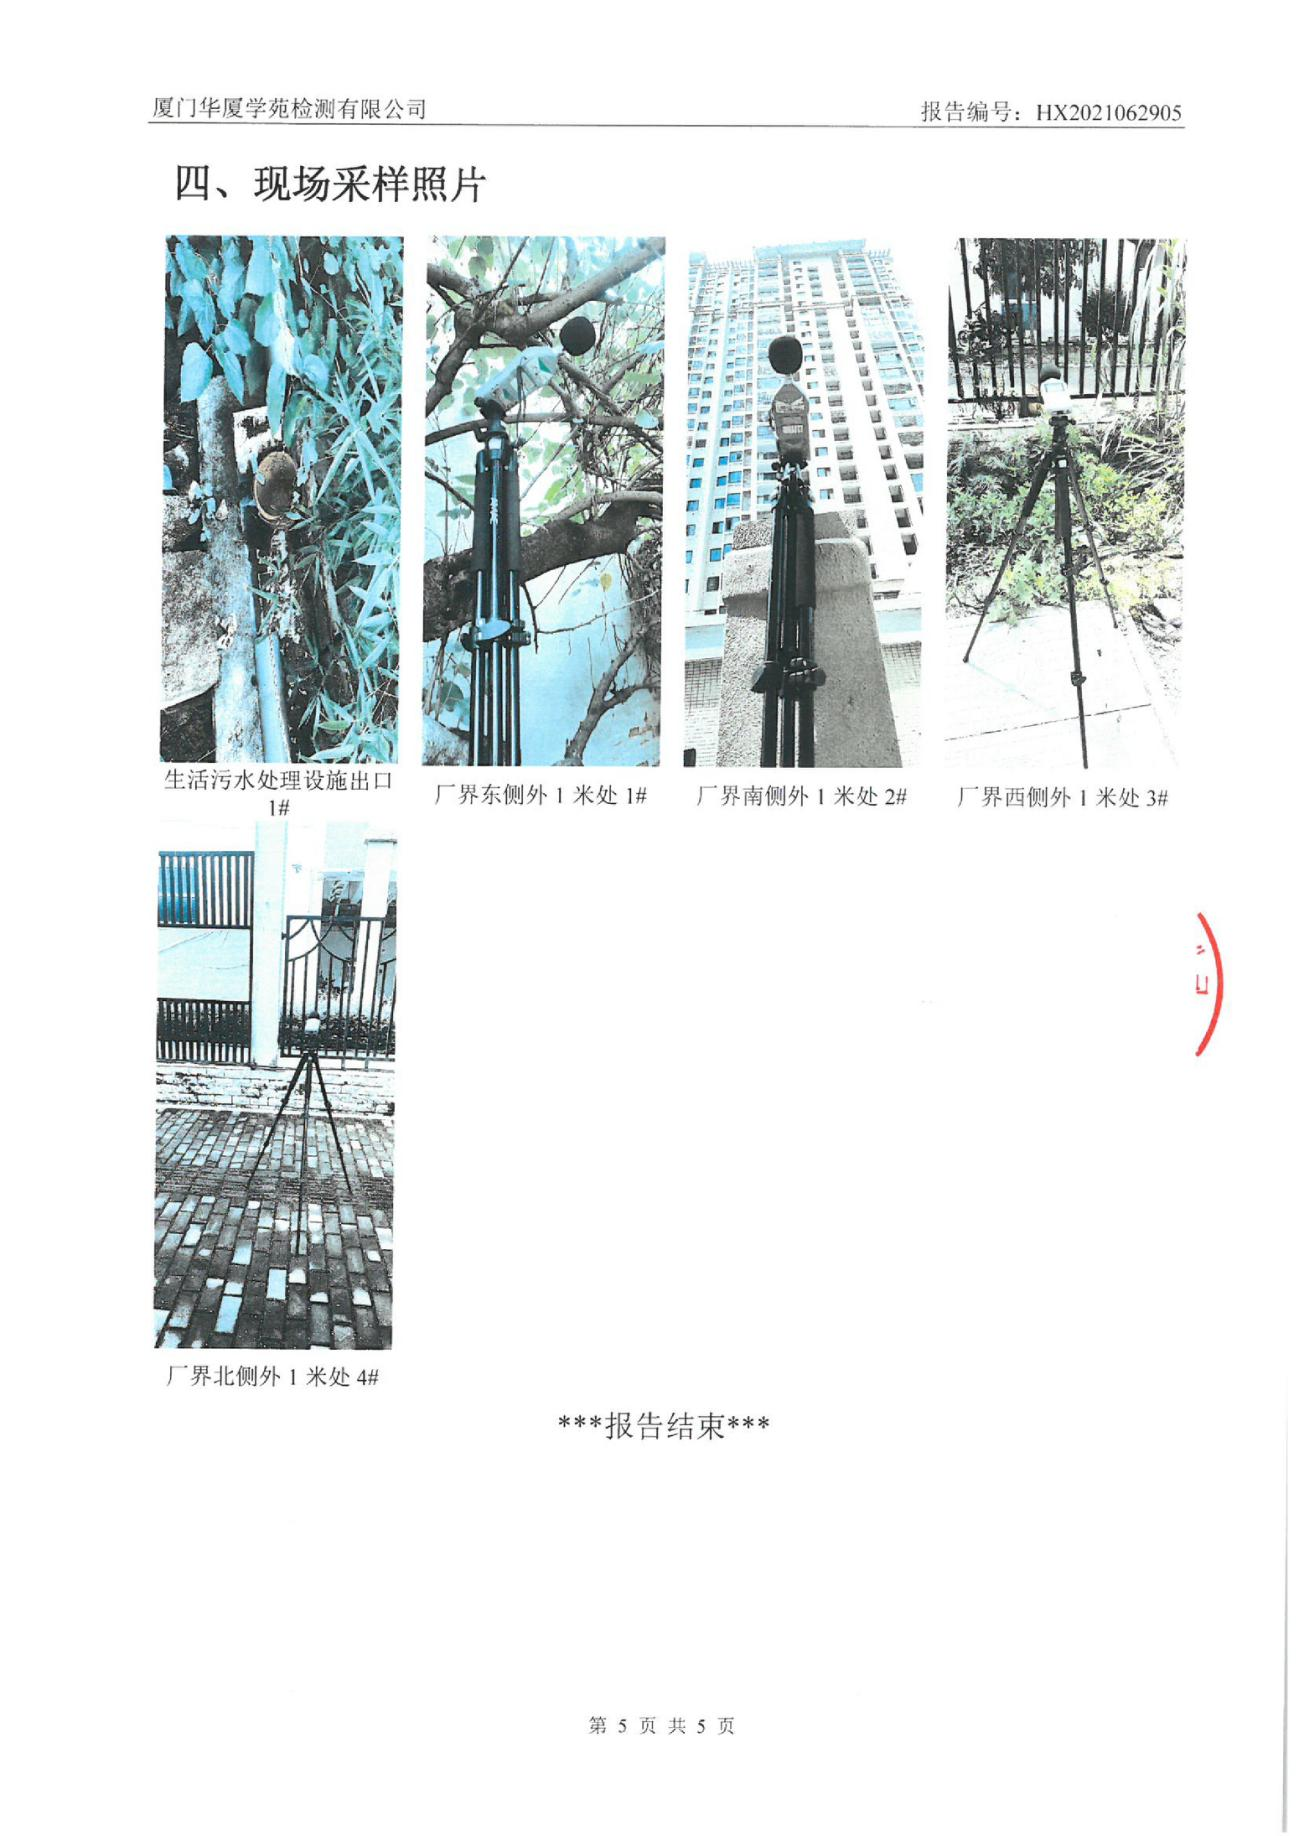 厦门华厦学苑检测有限公司
报告编号：HX2021062905
四、现场采样照片
生活污水处理设施出口
1#
厂界东侧外 1 米处 1#
厂界南侧外 1 米处 2#
厂界西侧外 1 米处 3#
厂界北侧外 1 米处 4#
***报告结束***
第 5 页 共 5 页